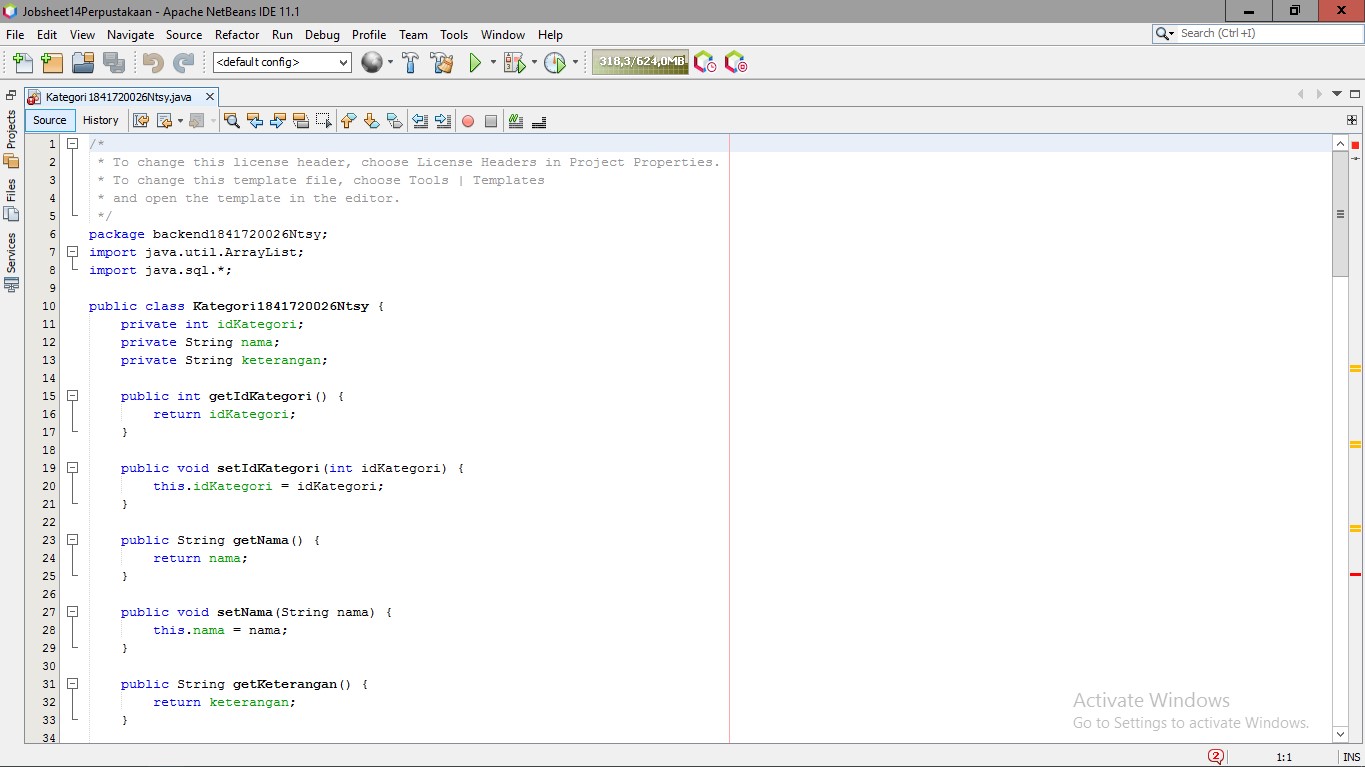 Jobsheet14Perpustakaan - Apache NetBeans IDE 11.1
File Edit View Navigate Source Refactor Run Debug Profile Team Tools Window Help
Search (Ctrl+I)
<default config>
318,3/624,0MB
Kategori1841720026Ntsy.java
Source History
Projects
Files
Services
1 /*
2 * To change this license header, choose License Headers in Project Properties.
3 * To change this template file, choose Tools | Templates
4 * and open the template in the editor.
5 */
6 package backend1841720026Ntsy;
7 import java.util.ArrayList;
8 import java.sql.*;
9
10 public class Kategori1841720026Ntsy {
11 private int idKategori;
12 private String nama;
13 private String keterangan;
14
15 public int getIdKategori() {
16 return idKategori;
17 }
18
19 public void setIdKategori(int idKategori) {
20 this.idKategori = idKategori;
21 }
22
23 public String getNama() {
24 return nama;
25 }
26
27 public void setNama(String nama) {
28 this.nama = nama;
29 }
30
31 public String getKeterangan() {
32 return keterangan;
33 }
34
Activate Windows
Go to Settings to activate Windows.
2
1:1
INS